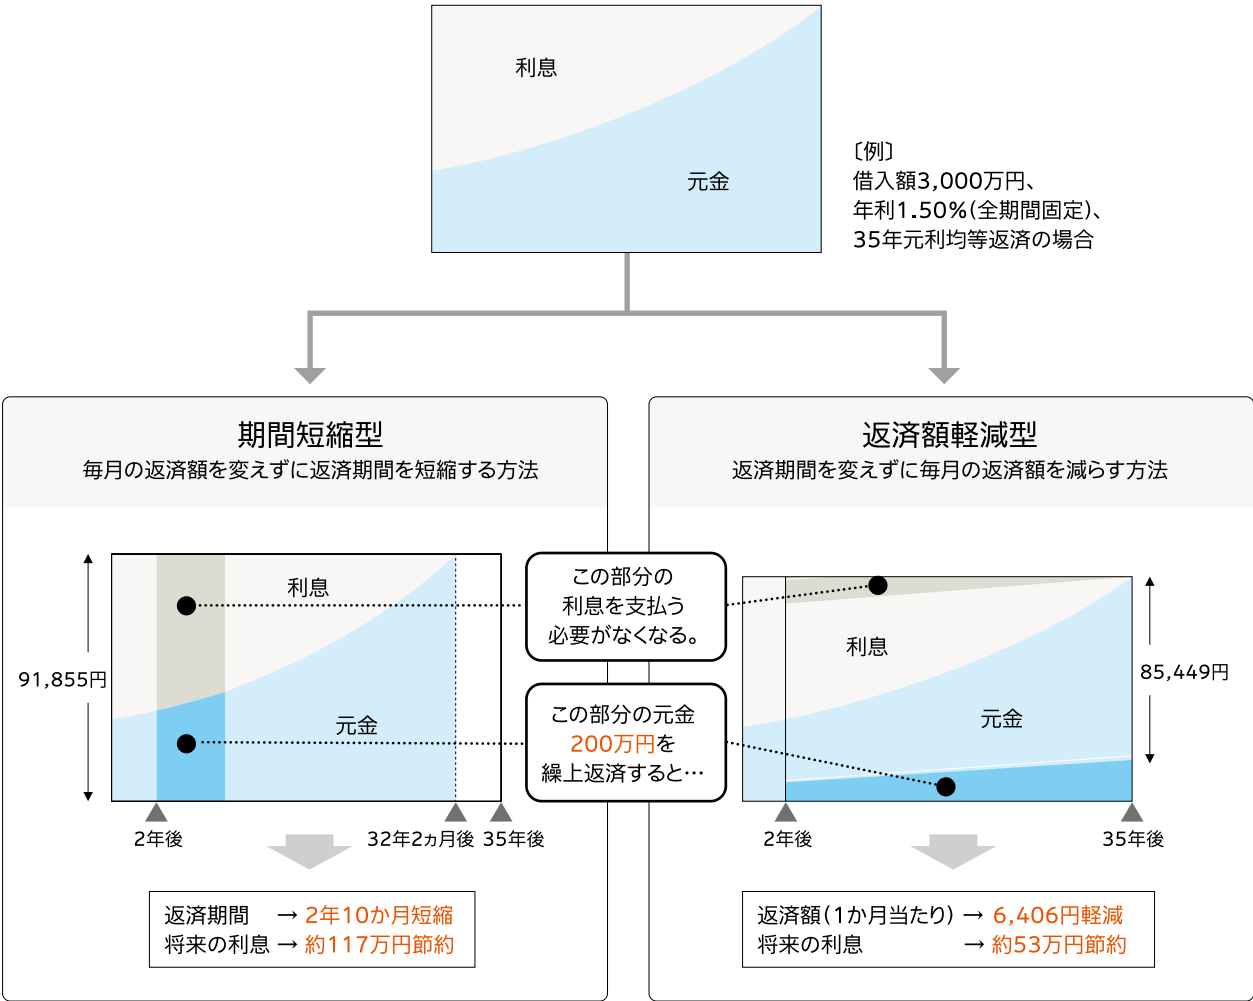 利息
元金
〔例〕
借入額3,000万円、
年利1.50%(全期間固定)、
35年元利均等返済の場合
期間短縮型
毎月の返済額を変えずに返済期間を短縮する方法
利息
元金
91,855円
2年後
32年2ヵ月後
35年後
返済期間 → 2年10か月短縮
将来の利息 → 約117万円節約
この部分の
利息を支払う
必要がなくなる。
この部分の元金
200万円を
繰上返済すると…
返済額軽減型
返済期間を変えずに毎月の返済額を減らす方法
利息
元金
85,449円
2年後
35年後
返済額(1か月当たり) → 6,406円軽減
将来の利息 → 約53万円節約